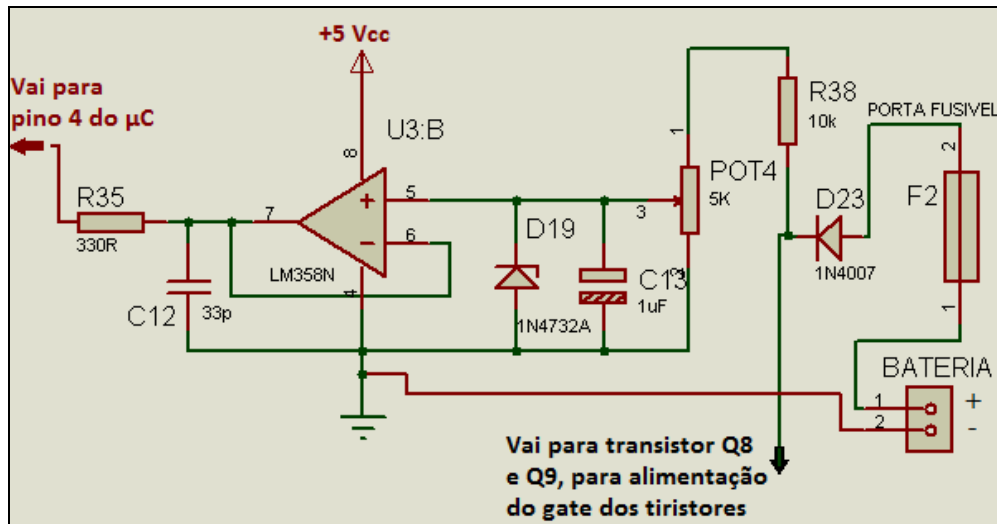 +5 Vcc
Vai para
pino 4 do µC
U3:B
8
R35
330R
7
5
6
4
LM358N
C12
33p
D19
1N4732A
C13
1uF
1
3
2
POT4
5K
R38
10k
PORTA FUSIVEL
D23
1N4007
2
F2
1
BATERIA
1
2
+
-
Vai para transistor Q8
e Q9, para alimentação
do gate dos tiristores